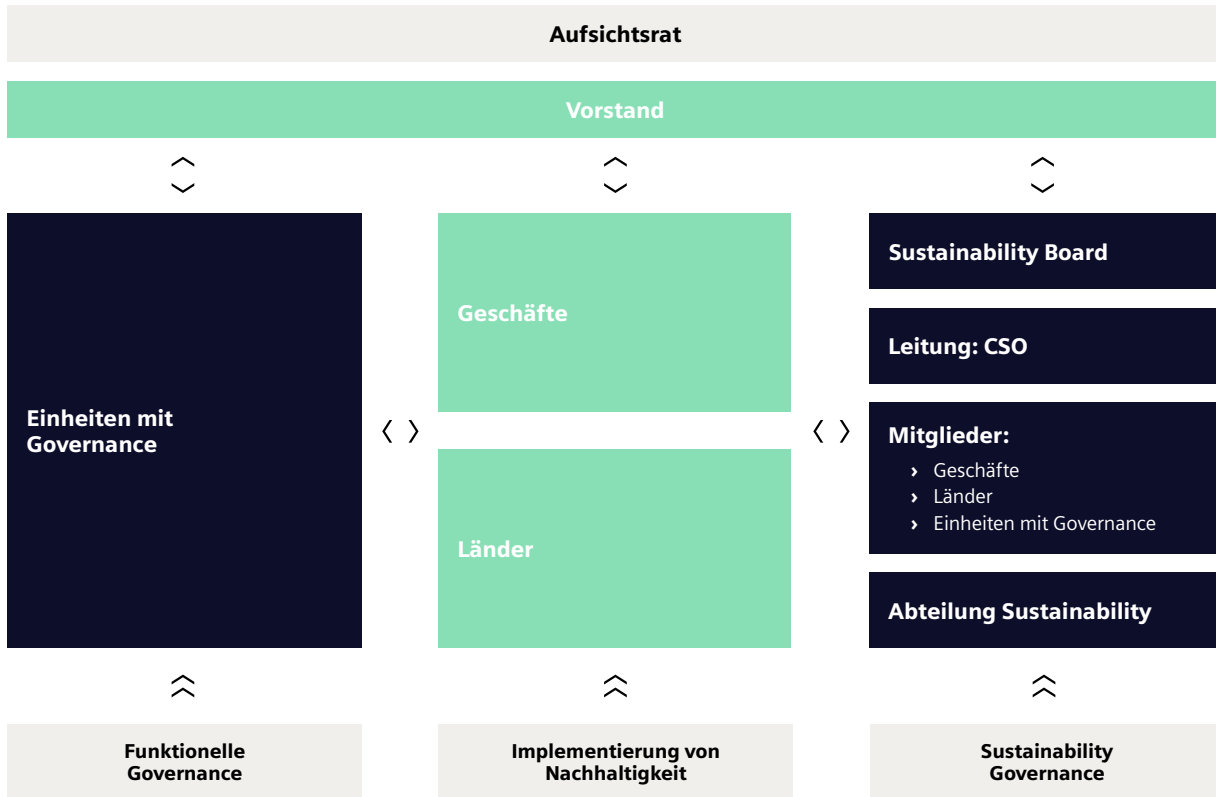 Aufsichtsrat
Vorstand
Einheiten mit
Governance
Geschäfte
Länder
Sustainability Board
Leitung: CSO
Mitglieder:
› Geschäfte
› Länder
› Einheiten mit Governance
Abteilung Sustainability
Funktionelle
Governance
Implementierung von
Nachhaltigkeit
Sustainability
Governance